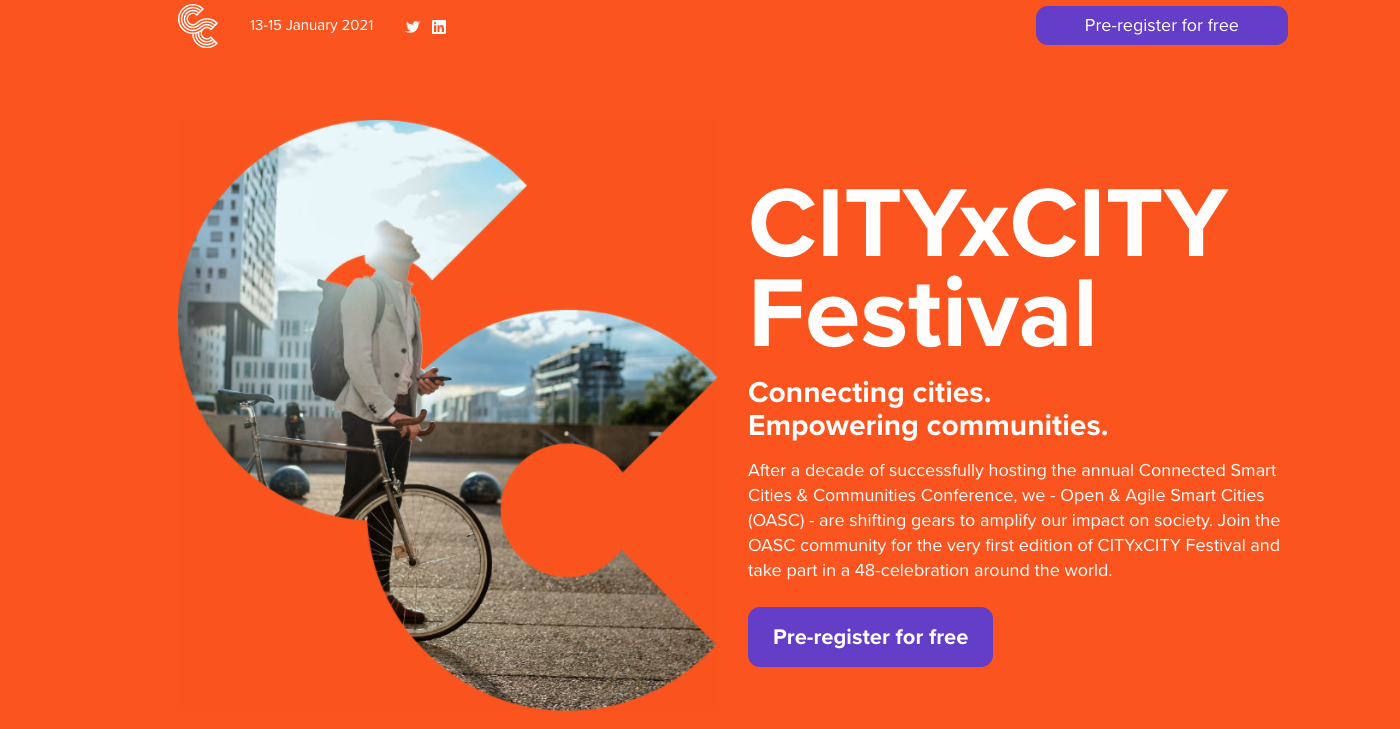 13-15 January 2021
Pre-register for free
CITYxCITY
Festival
Connecting cities.
Empowering communities.
After a decade of successfully hosting the annual Connected Smart
Cities & Communities Conference, we - Open & Agile Smart Cities
(OASC) - are shifting gears to amplify our impact on society. Join the
OASC community for the very first edition of CITYxCITY Festival and
take part in a 48-celebration around the world.
Pre-register for free